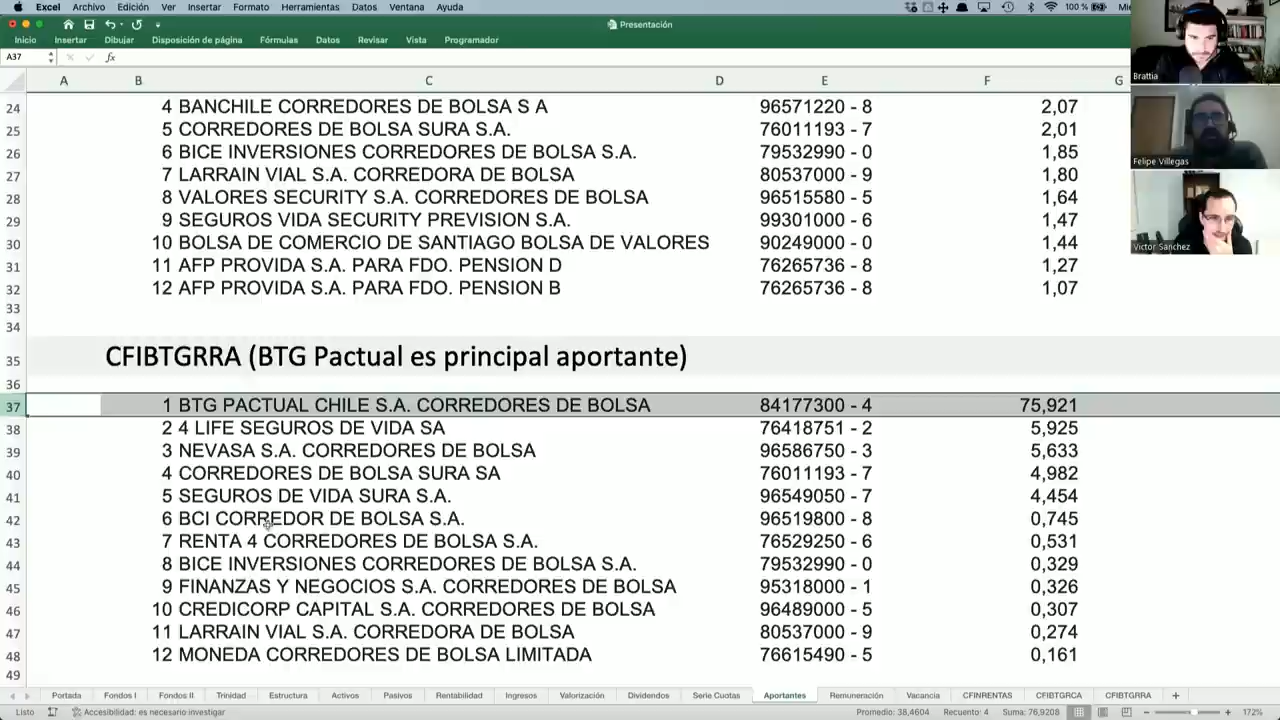 Excel Archivo Edición Ver Insertar Formato Herramientas Datos Ventana Ayuda 100 %
Presentación
Inicio Insertar Dibujar Disposición de página Fórmulas Datos Revisar Vista Programador
A37 fx
A B C D E F G
24 4 BANCHILE CORREDORES DE BOLSA S A 96571220 - 8 2,07
25 5 CORREDORES DE BOLSA SURA S.A. 76011193 - 7 2,01
26 6 BICE INVERSIONES CORREDORES DE BOLSA S.A. 79532990 - 0 1,85
27 7 LARRAIN VIAL S.A. CORREDORA DE BOLSA 80537000 - 9 1,80
28 8 VALORES SECURITY S.A. CORREDORES DE BOLSA 96515580 - 5 1,64
29 9 SEGUROS VIDA SECURITY PREVISION S.A. 99301000 - 6 1,47
30 10 BOLSA DE COMERCIO DE SANTIAGO BOLSA DE VALORES 90249000 - 0 1,44
31 11 AFP PROVIDA S.A. PARA FDO. PENSION D 76265736 - 8 1,27
32 12 AFP PROVIDA S.A. PARA FDO. PENSION B 76265736 - 8 1,07
33
34
35 CFIBTGRRA (BTG Pactual es principal aportante)
36
37 1 BTG PACTUAL CHILE S.A. CORREDORES DE BOLSA 84177300 - 4 75,921
38 2 4 LIFE SEGUROS DE VIDA SA 76418751 - 2 5,925
39 3 NEVASA S.A. CORREDORES DE BOLSA 96586750 - 3 5,633
40 4 CORREDORES DE BOLSA SURA SA 76011193 - 7 4,982
41 5 SEGUROS DE VIDA SURA S.A. 96549050 - 7 4,454
42 6 BCI CORREDOR DE BOLSA S.A. 96519800 - 8 0,745
43 7 RENTA 4 CORREDORES DE BOLSA S.A. 76529250 - 6 0,531
44 8 BICE INVERSIONES CORREDORES DE BOLSA S.A. 79532990 - 0 0,329
45 9 FINANZAS Y NEGOCIOS S.A. CORREDORES DE BOLSA 95318000 - 1 0,326
46 10 CREDICORP CAPITAL S.A. CORREDORES DE BOLSA 96489000 - 5 0,307
47 11 LARRAIN VIAL S.A. CORREDORA DE BOLSA 80537000 - 9 0,274
48 12 MONEDA CORREDORES DE BOLSA LIMITADA 76615490 - 5 0,161
49
Portada Fondos I Fondos II Trinidad Estructura Activos Pasivos Rentabilidad Ingresos Valorización Dividendos Serie Cuotas Aportantes Remuneración Vacancia CFINRENTAS CFIBTGRCA CFIBTGRRA +
Listo Accesibilidad: es necesario investigar Promedio: 38,4604 Recuento: 4 Suma: 76,9208 172%
Brattia
Felipe Villegas
Victor Sanchez